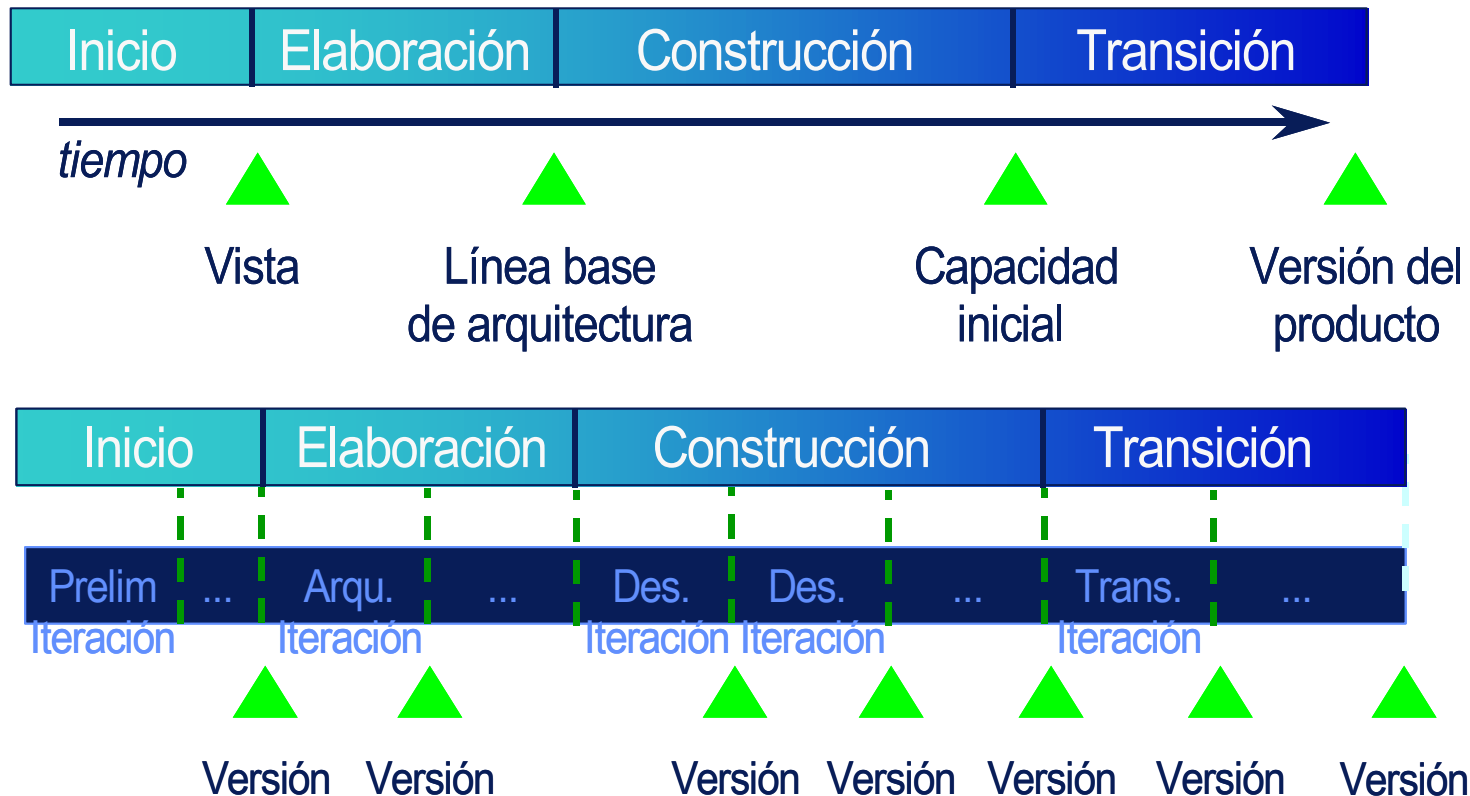 Inicio Elaboración Construcción Transición
tiempo
Vista Línea base Capacidad Versión del
de arquitectura inicial producto
Inicio Elaboración Construcción Transición
Prelim ... Arqu. ... Des. Des. ... Trans. ...
Iteración Iteración Iteración Iteración Iteración
Versión Versión Versión Versión Versión Versión Versión